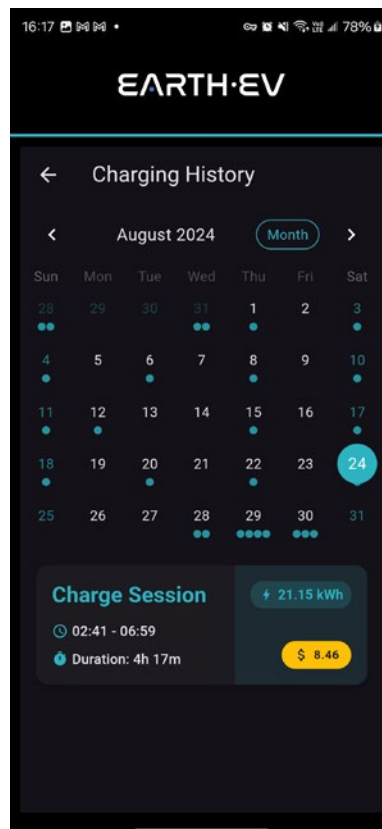 16:17 78%
EARTH·EV
Charging History
August 2024 Month
Sun Mon Tue Wed Thu Fri Sat
28 29 30 31 1 2 3
4 5 6 7 8 9 10
11 12 13 14 15 16 17
18 19 20 21 22 23 24
25 26 27 28 29 30 31
Charge Session 21.15 kWh
02:41 - 06:59
Duration: 4h 17m $ 8.46